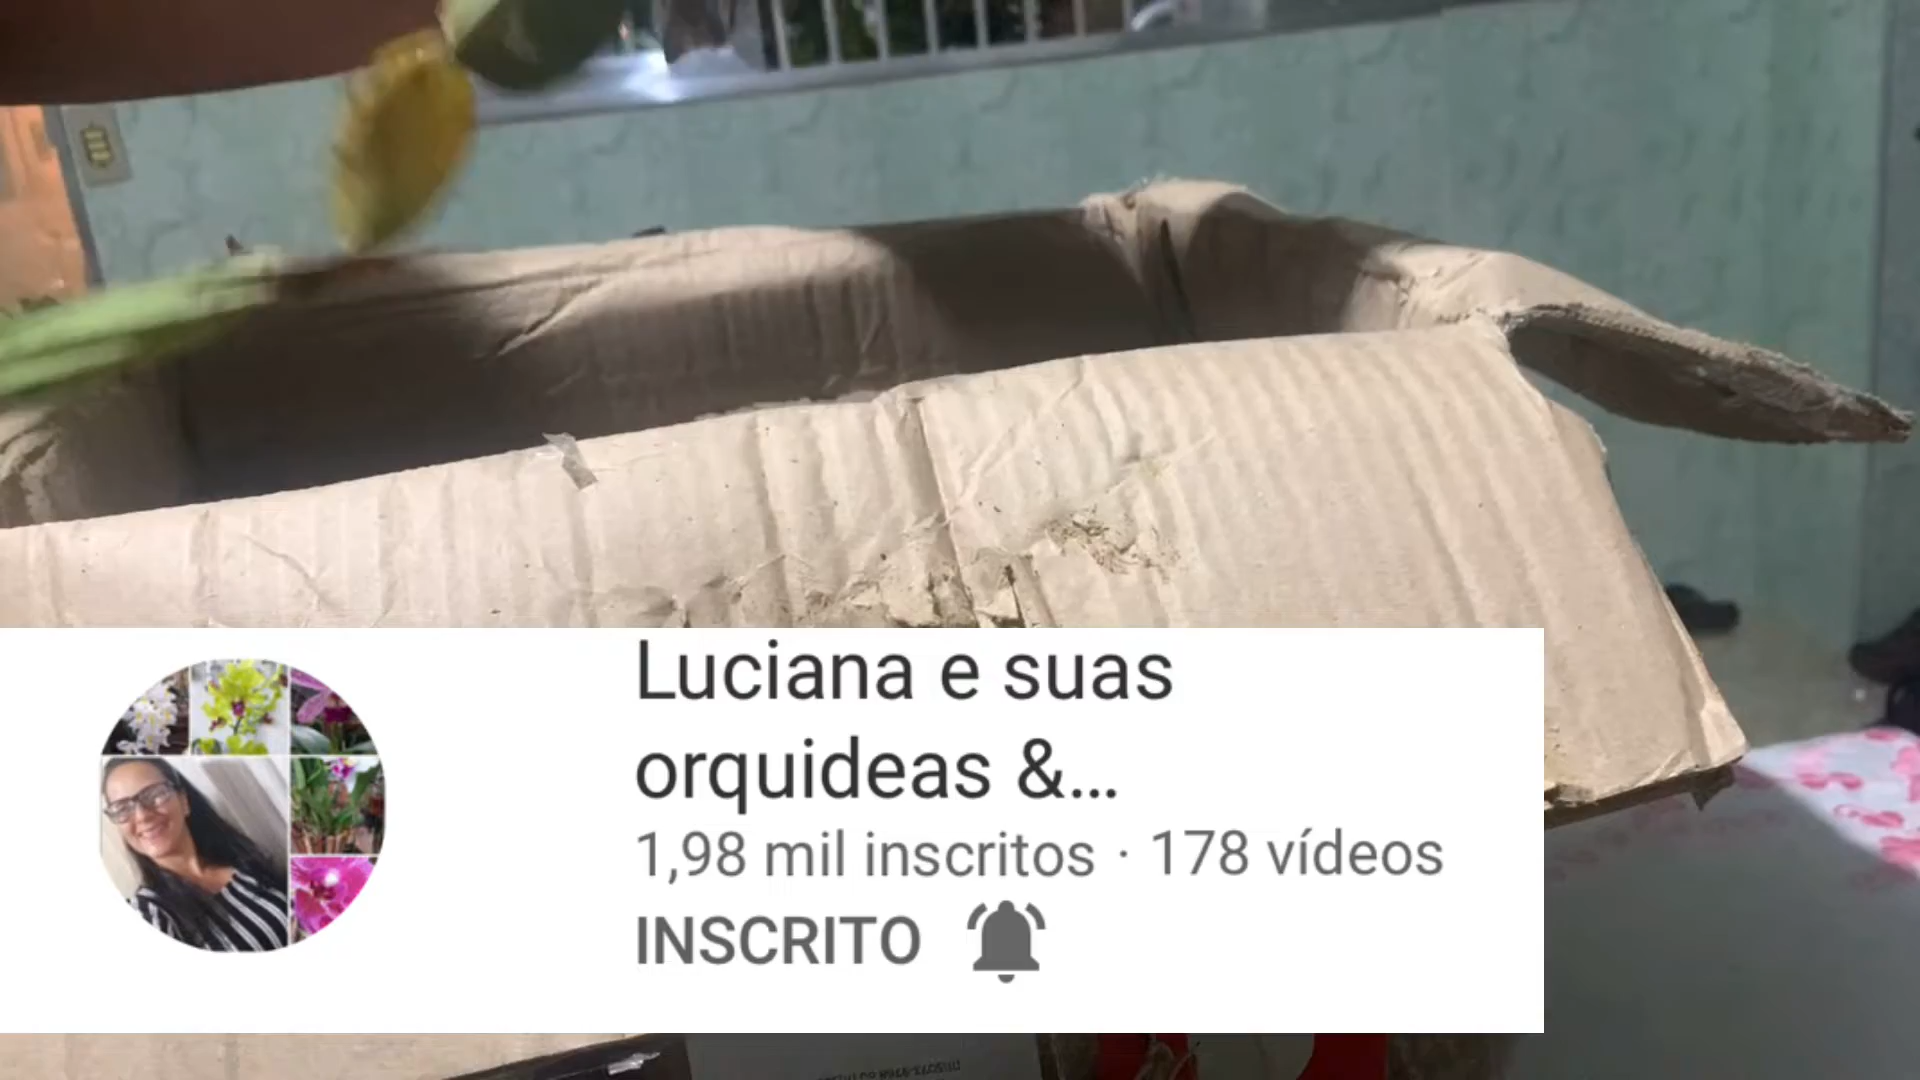 Luciana e suas
orquideas &...
1,98 mil inscritos · 178 vídeos
INSCRITO